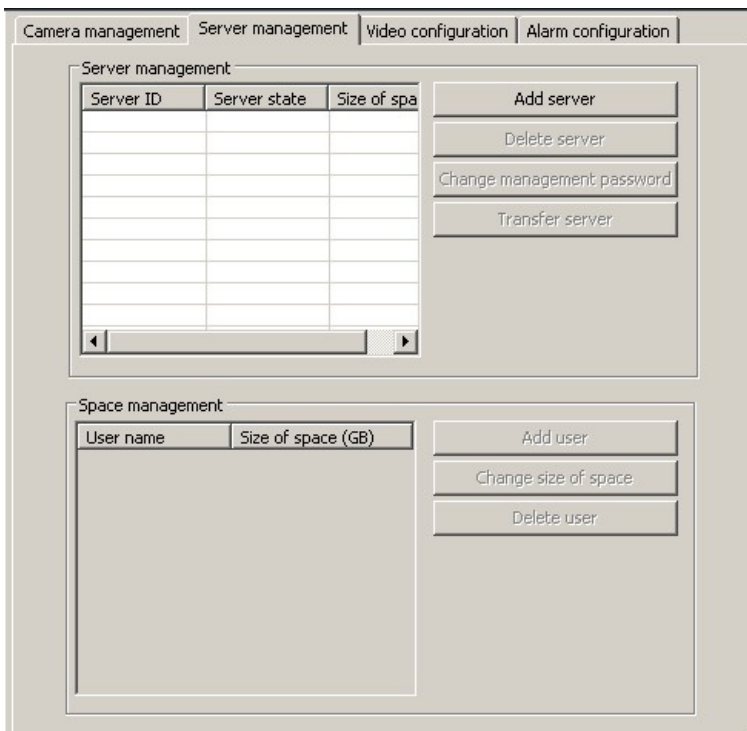 Camera management Server management Video configuration Alarm configuration
Server management
Server ID Server state Size of spa
Add server
Delete server
Change management password
Transfer server
Space management
User name Size of space (GB)
Add user
Change size of space
Delete user